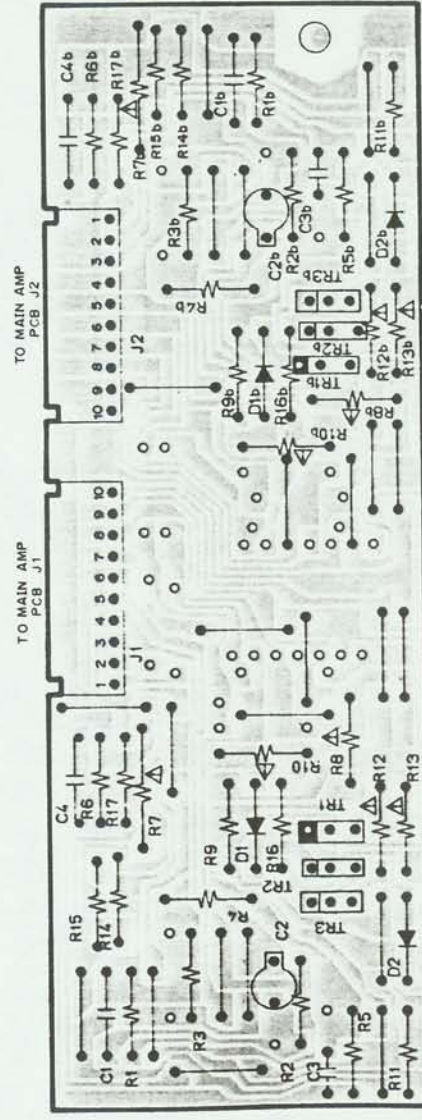 TO MAIN AMP
PCB J1
TO MAIN AMP
PCB J2
1 2 3 4 5 6 7 8 9 10
J1
10 9 8 7 6 5 4 3 2 1
J2
C4
R6
R17
R7
R15
R14
C1
R1
R3
R4
C2
R2
C3
R5
R11
D2
R9
D1
R16
R10
R8
TR1
TR2
TR3
R12
R13
C4b
R6b
R17b
R7b
R15b
R14b
C1b
R1b
R3b
R4b
C2b
R2b
C3b
R5b
R11b
D2b
R9b
D1b
R16b
R10b
R8b
TR1b
TR2b
TR3b
R12b
R13b